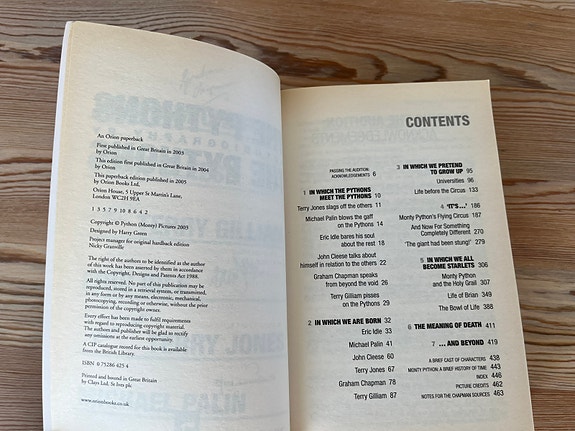 An Orion paperback
First published in Great Britain in 2003
by Orion
This edition first published in Great Britain in 2004
by Orion
This paperback edition published in 2005
by Orion Books Ltd,
Orion House, 5 Upper St Martin's Lane,
London WC2H 9EA
1 3 5 7 9 10 8 6 4 2
Copyright © Python (Monty) Pictures 2003
Designed by Harry Green
Project manager for original hardback edition
Nicky Granville
The right of the authors to be identified as the author
of this work has been asserted by them in accordance
with the Copyright, Designs and Patents Act 1988.
All rights reserved. No part of this publication may be
reproduced, stored in a retrieval system, or transmitted,
in any form or by any means, electronic, mechanical,
photocopying, recording or otherwise, without the prior
permission of the copyright owner.
Every effort has been made to fulfil requirements
with regard to reproducing copyright material.
The authors and publisher will be glad to rectify
any omissions at the earliest opportunity.
A CIP catalogue record for this book is available
from the British Library.
ISBN 0 75286 425 4
Printed and bound in Great Britain
by Clays Ltd. St Ives plc
www.orionbooks.co.uk
CONTENTS
PASSING THE AUDITION:
ACKNOWLEDGEMENTS 6
1 IN WHICH THE PYTHONS
MEET THE PYTHONS 10
Terry Jones slags off the others 11
Michael Palin blows the gaff
on the Pythons 14
Eric Idle bares his soul
about the rest 18
John Cleese talks about
himself in relation to the others 22
Graham Chapman speaks
from beyond the void 26
Terry Gilliam pisses
on the Pythons 29
2 IN WHICH WE ARE BORN 32
Eric Idle 33
Michael Palin 41
John Cleese 60
Terry Jones 67
Graham Chapman 78
Terry Gilliam 87
3 IN WHICH WE PRETEND
TO GROW UP 95
Universities 96
Life before the Circus 133
4 'IT'S...' 186
Monty Python's Flying Circus 187
And Now For Something
Completely Different 270
'The giant had been stung!' 279
5 IN WHICH WE ALL
BECOME STARLETS 306
Monty Python
and the Holy Grail 307
Life of Brian 349
The Bowl of Life 388
6 THE MEANING OF DEATH 411
7 ... AND BEYOND 419
A BRIEF CAST OF CHARACTERS 438
MONTY PYTHON: A BRIEF HISTORY OF TIME 443
INDEX 446
PICTURE CREDITS 462
NOTES FOR THE CHAPMAN SOURCES 463